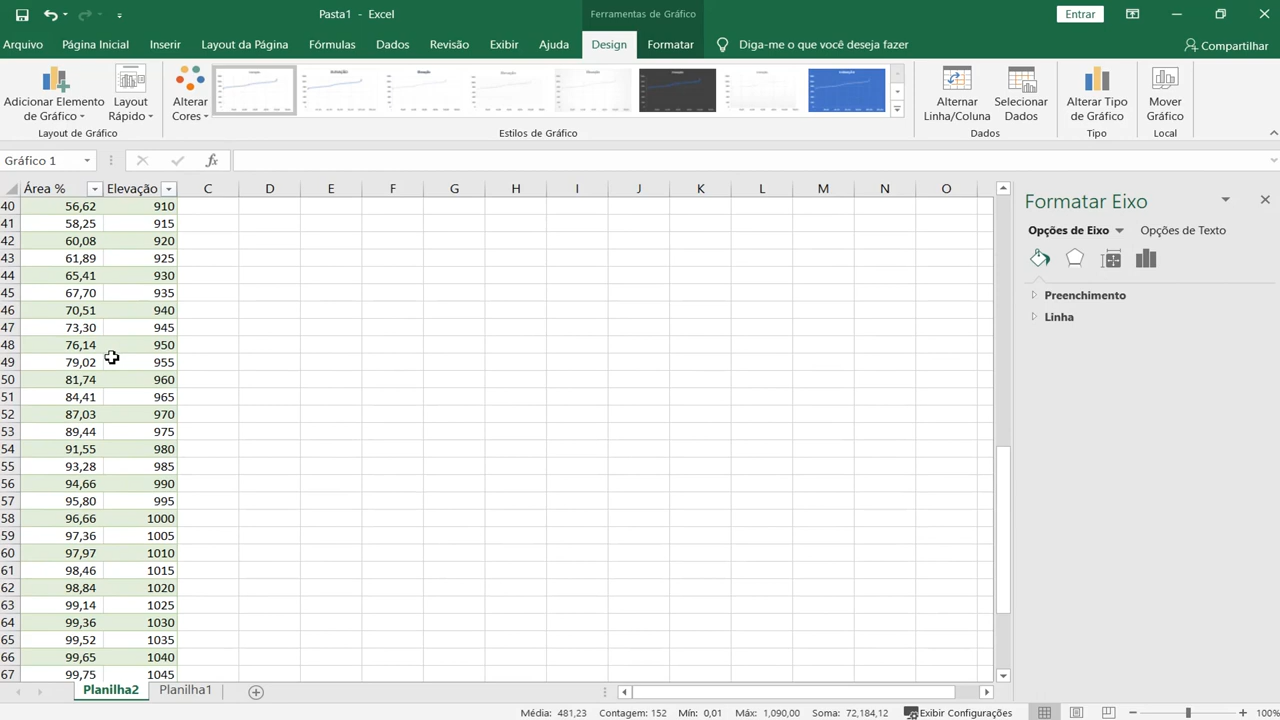 Pasta1 - Excel
Ferramentas de Gráfico
Entrar
Arquivo Página Inicial Inserir Layout da Página Fórmulas Dados Revisão Exibir Ajuda Design Formatar Diga-me o que você deseja fazer Compartilhar
Adicionar Elemento de Gráfico
Layout Rápido
Alterar Cores
Alternar Linha/Coluna
Selecionar Dados
Alterar Tipo de Gráfico
Mover Gráfico
Layout de Gráfico Estilos de Gráfico Dados Tipo Local
Gráfico 1 fx
Área % Elevação C D E F G H I J K L M N O
40 56,62 910
41 58,25 915
42 60,08 920
43 61,89 925
44 65,41 930
45 67,70 935
46 70,51 940
47 73,30 945
48 76,14 950
49 79,02 955
50 81,74 960
51 84,41 965
52 87,03 970
53 89,44 975
54 91,55 980
55 93,28 985
56 94,66 990
57 95,80 995
58 96,66 1000
59 97,36 1005
60 97,97 1010
61 98,46 1015
62 98,84 1020
63 99,14 1025
64 99,36 1030
65 99,52 1035
66 99,65 1040
67 99,75 1045
Formatar Eixo
Opções de Eixo Opções de Texto
Preenchimento
Linha
Planilha2 Planilha1
Média: 481,23 Contagem: 152 Mín: 0,01 Máx: 1,090,00 Soma: 72,184,12 Exibir Configurações 100%